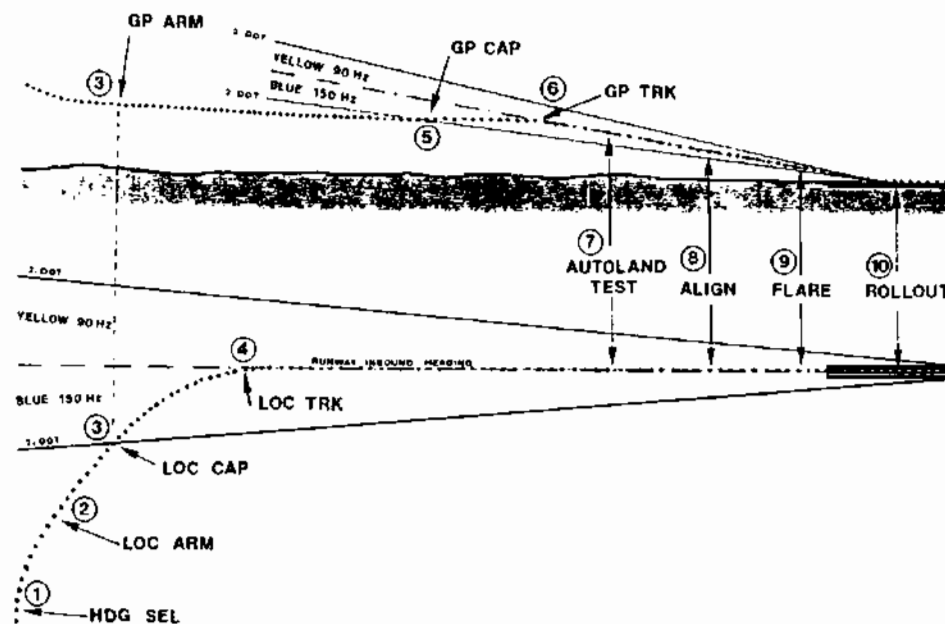 GP ARM
2. DOT
GP CAP
YELLOW 90 Hz
BLUE 150 Hz
2. DOT
3
6
GP TRK
5
7
AUTOLAND
TEST
8
ALIGN
9
FLARE
10
ROLLOUT
2. DOT
YELLOW 90 Hz
4
RUNWAY INBOUND HEADING
LOC TRK
BLUE 150 Hz
3
2. DOT
LOC CAP
2
LOC ARM
1
HDG SEL